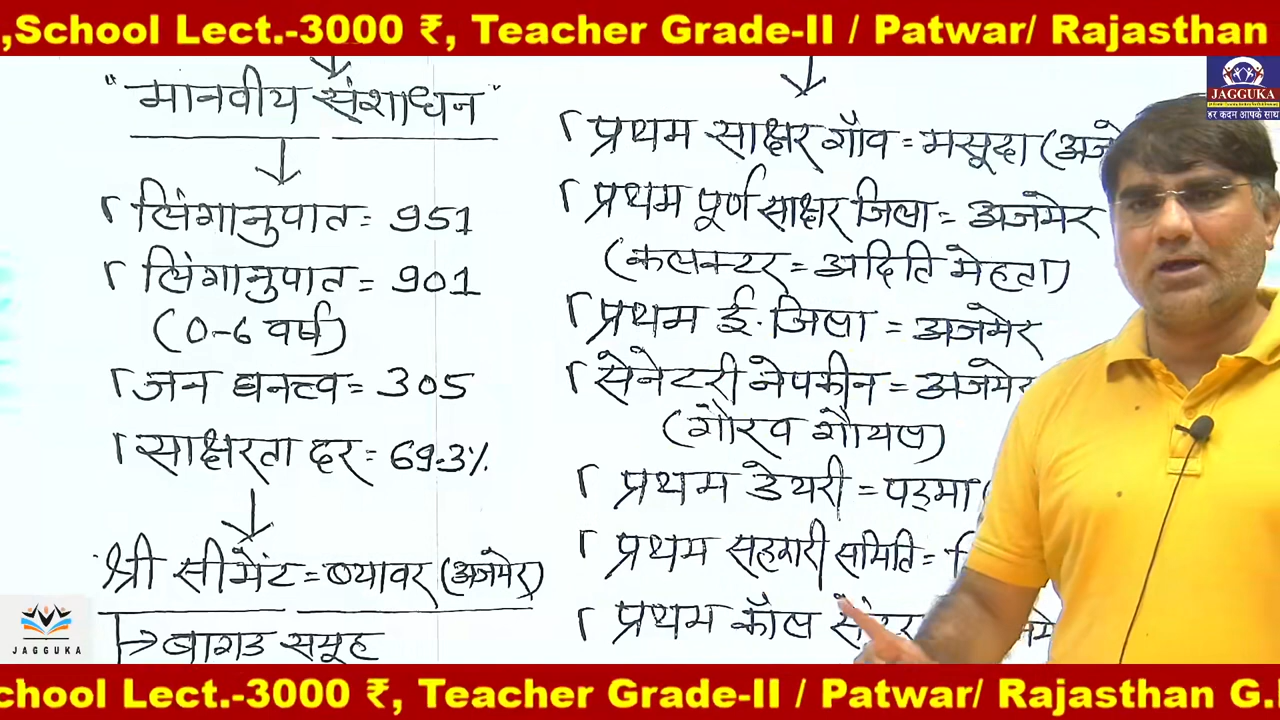 ,School Lect.-3000 ₹, Teacher Grade-II / Patwar/ Rajasthan
JAGGUKA
हर कदम आपके साथ
"मानवीय संशाधन"
लिंगानुपात = 951
लिंगानुपात = 901
(0-6 वर्ष)
जन घनत्व = 305
साक्षरता दर = 69.3%
श्री सीमेंट = ब्यावर (अजमेर)
बागड समूह
प्रथम साक्षर गाँव = मसूदा (अजमे
प्रथम पूर्ण साक्षर जिला = अजमेर
(कलक्टर = अदिति मेहता)
प्रथम ई. जिला = अजमेर
सेनेटरी नेपकीन = अजमेर
(गौरव गौयल)
प्रथम डेयरी = पद्मा (
प्रथम सहकारी समिति =
प्रथम कॉल सेंटर
JAGGUKA
chool Lect.-3000 ₹, Teacher Grade-II / Patwar/ Rajasthan G.